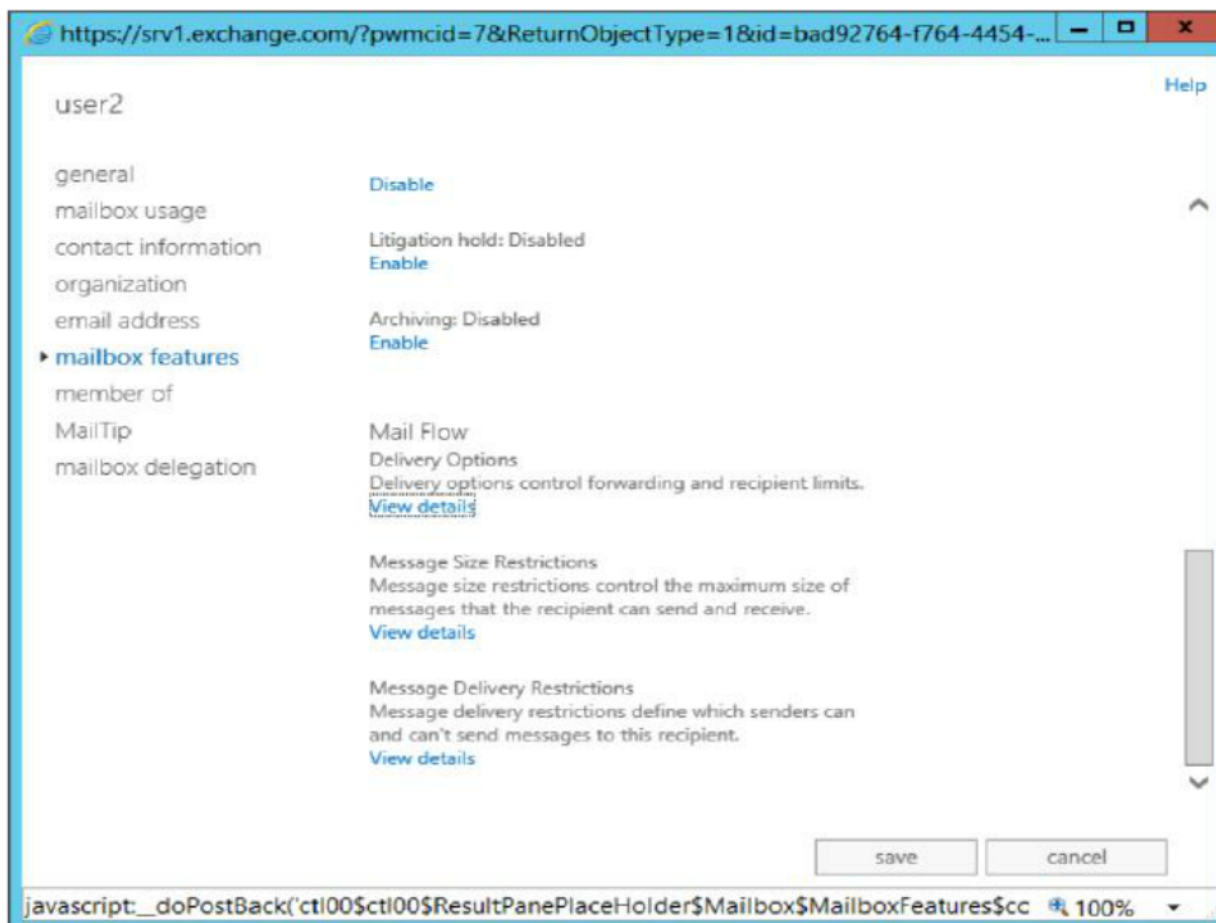 https://srv1.exchange.com/?pwmcid=7&ReturnObjectType=1&id=bad92764-f764-4454-...
Help
user2
general
mailbox usage
contact information
organization
email address
mailbox features
member of
MailTip
mailbox delegation
Disable
Litigation hold: Disabled
Enable
Archiving: Disabled
Enable
Mail Flow
Delivery Options
Delivery options control forwarding and recipient limits.
View details
Message Size Restrictions
Message size restrictions control the maximum size of
messages that the recipient can send and receive.
View details
Message Delivery Restrictions
Message delivery restrictions define which senders can
and can't send messages to this recipient.
View details
save
cancel
javascript:__doPostBack('ctl00$ctl00$ResultPanePlaceHolder$Mailbox$MailboxFeatures$cc
100%